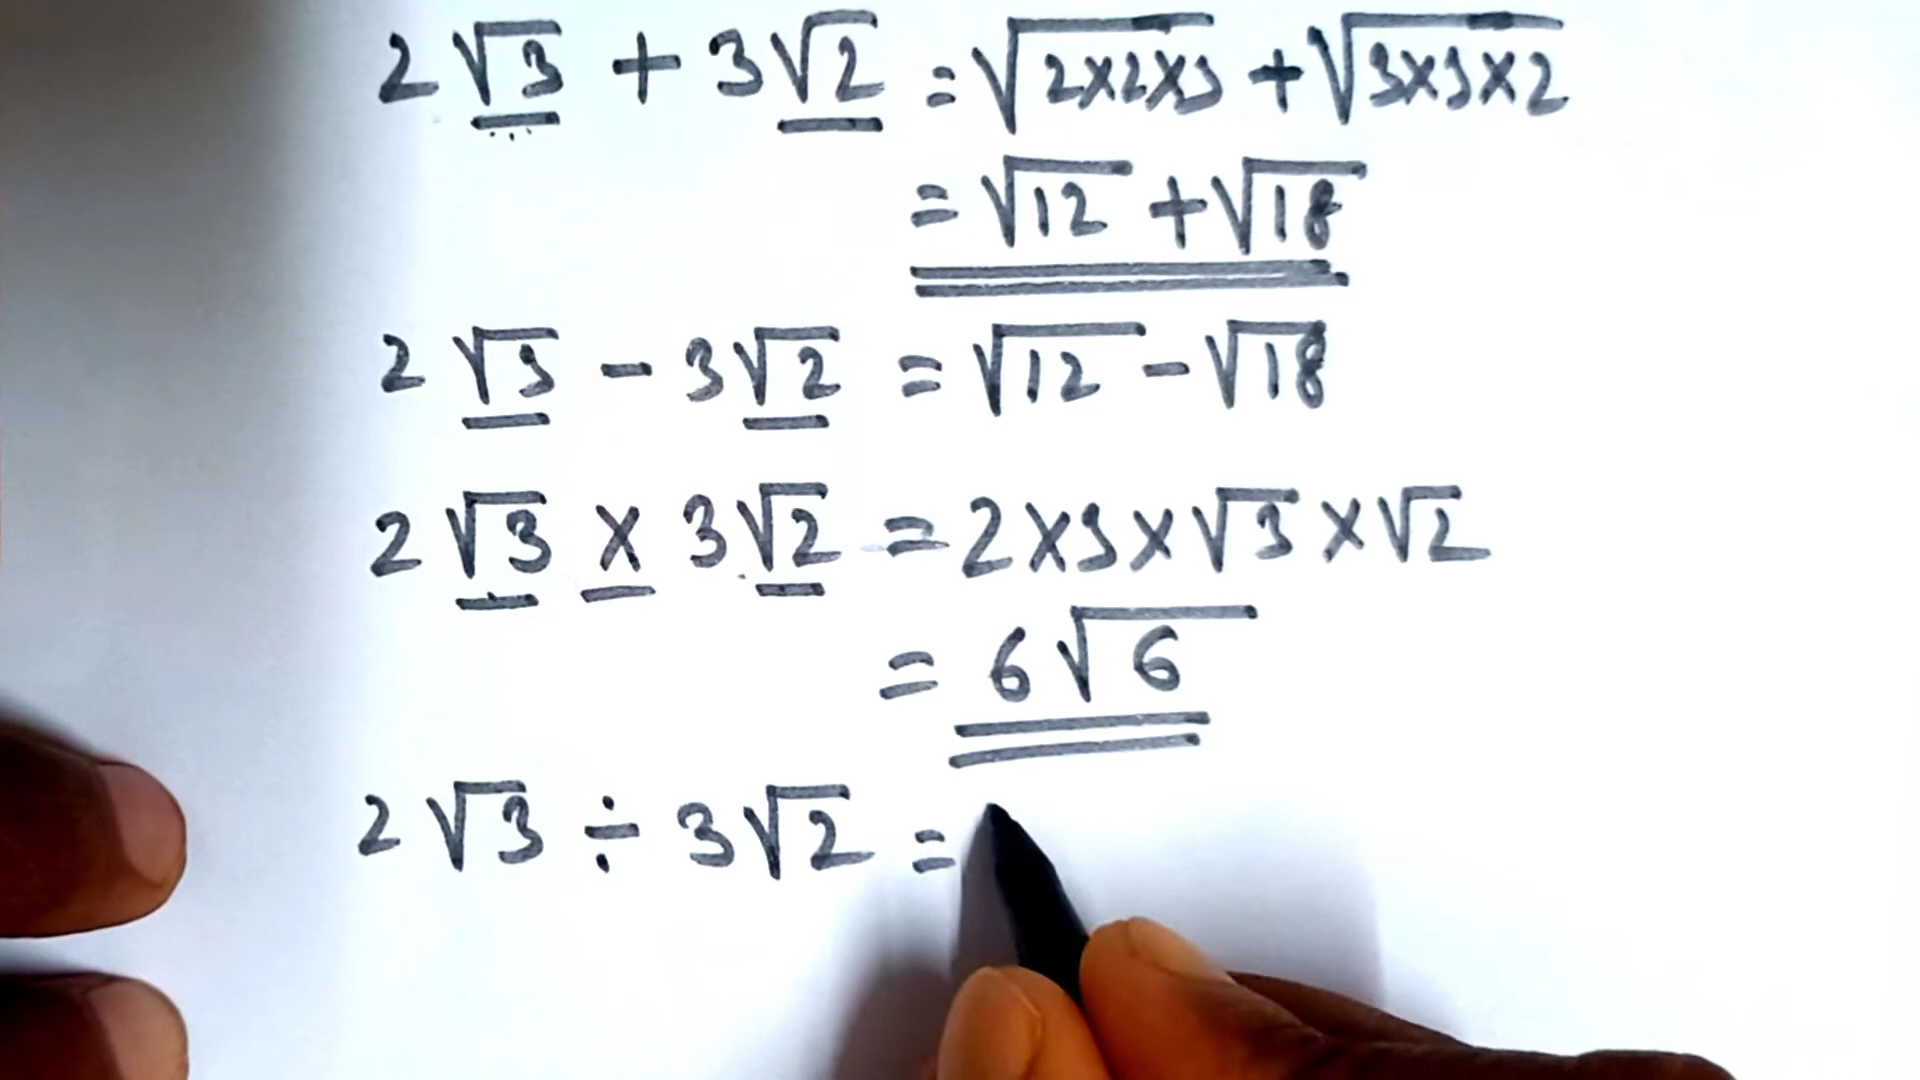 2√3 + 3√2 = √2×2×3 + √3×3×2
= √12 + √18
2√3 - 3√2 = √12 - √18
2√3 × 3√2 = 2×3×√3×√2
= 6√6
2√3 ÷ 3√2 =